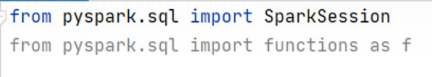 from pyspark.sql import SparkSession
from pyspark.sql import functions as f